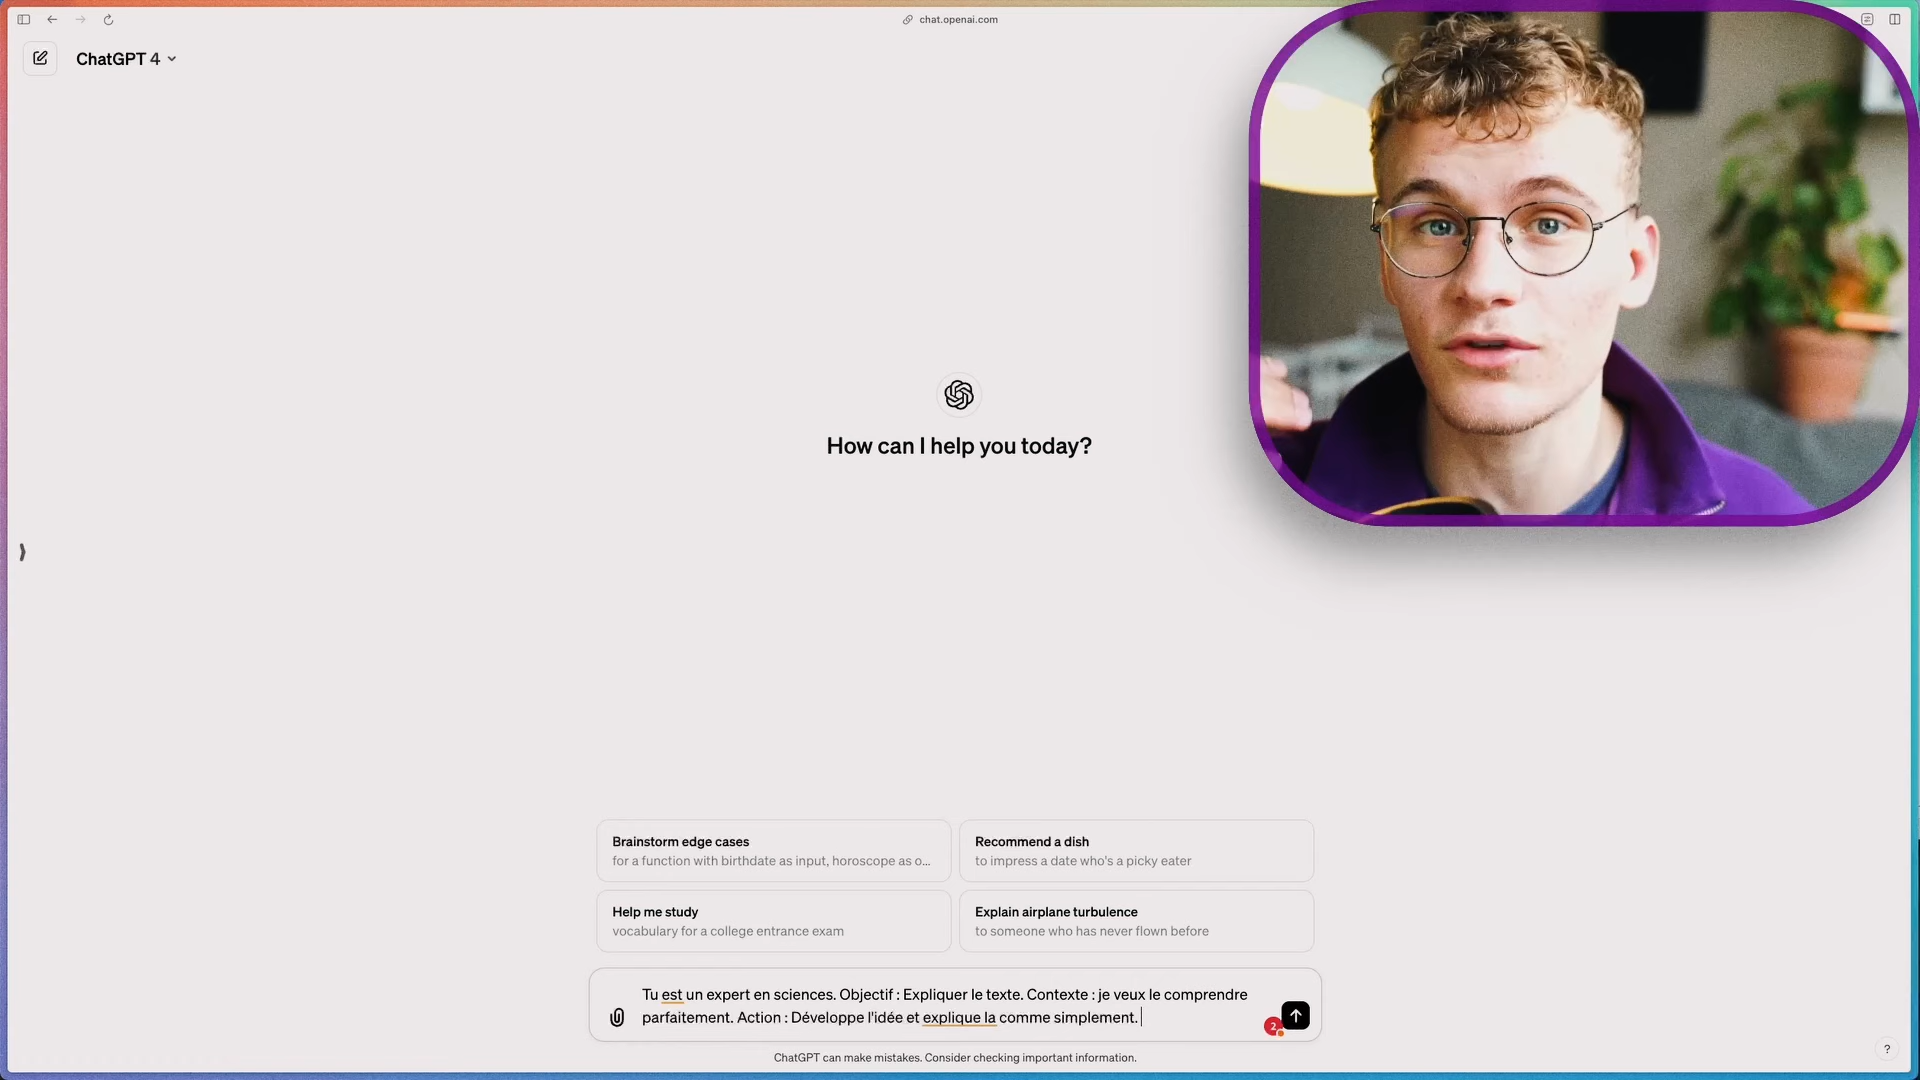 chat.openai.com
ChatGPT 4
How can I help you today?
Brainstorm edge cases
for a function with birthdate as input, horoscope as o...
Recommend a dish
to impress a date who's a picky eater
Help me study
vocabulary for a college entrance exam
Explain airplane turbulence
to someone who has never flown before
Tu est un expert en sciences. Objectif : Expliquer le texte. Contexte : je veux le comprendre
parfaitement. Action : Développe l'idée et explique la comme simplement.
2
ChatGPT can make mistakes. Consider checking important information.
?